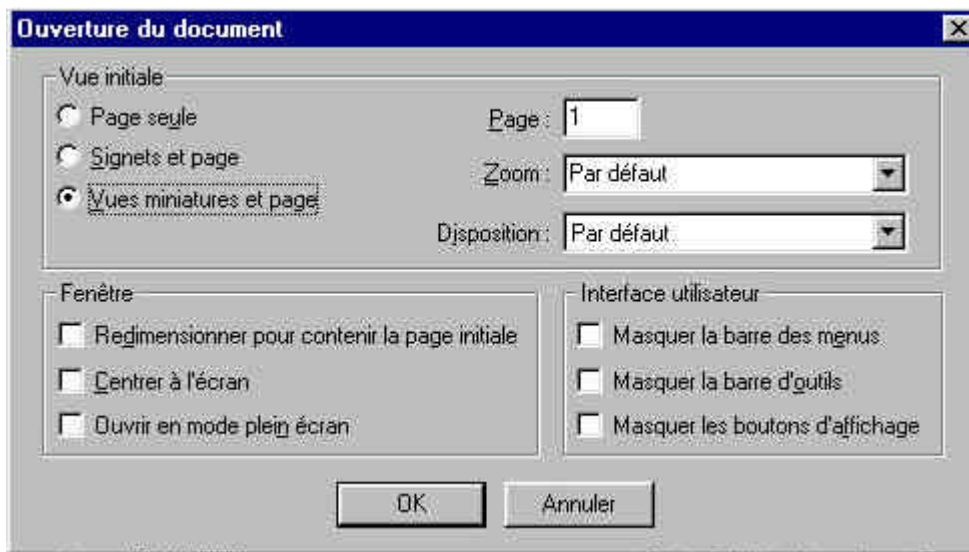 Ouverture du document
Vue initiale
Page seule
Signets et page
Vues miniatures et page
Page : 1
Zoom : Par défaut
Disposition : Par défaut
Fenêtre
Redimensionner pour contenir la page initiale
Centrer à l'écran
Ouvrir en mode plein écran
Interface utilisateur
Masquer la barre des menus
Masquer la barre d'outils
Masquer les boutons d'affichage
OK Annuler